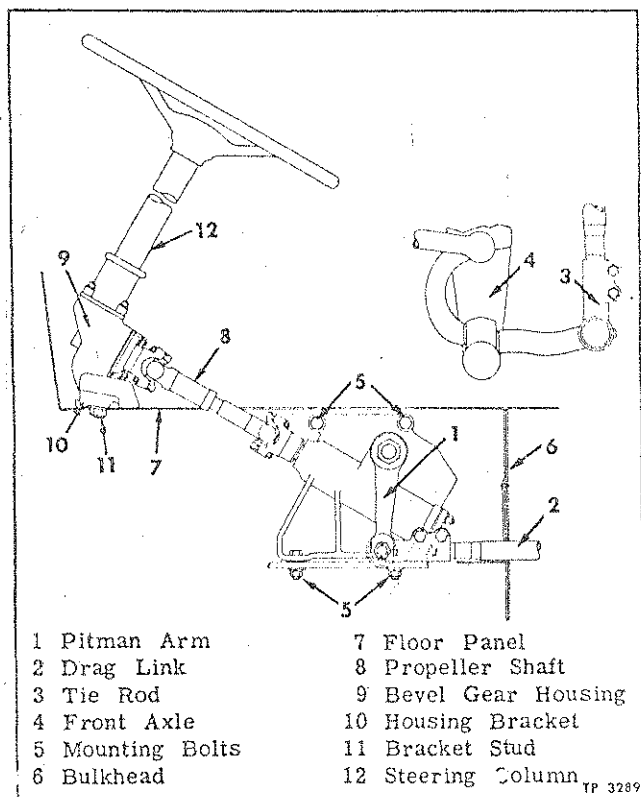 12
9
4
3
8
5
1
6
10
11
7
2
5
1 Pitman Arm
2 Drag Link
3 Tie Rod
4 Front Axle
5 Mounting Bolts
6 Bulkhead
7 Floor Panel
8 Propeller Shaft
9 Bevel Gear Housing
10 Housing Bracket
11 Bracket Stud
12 Steering Column
TP 3289